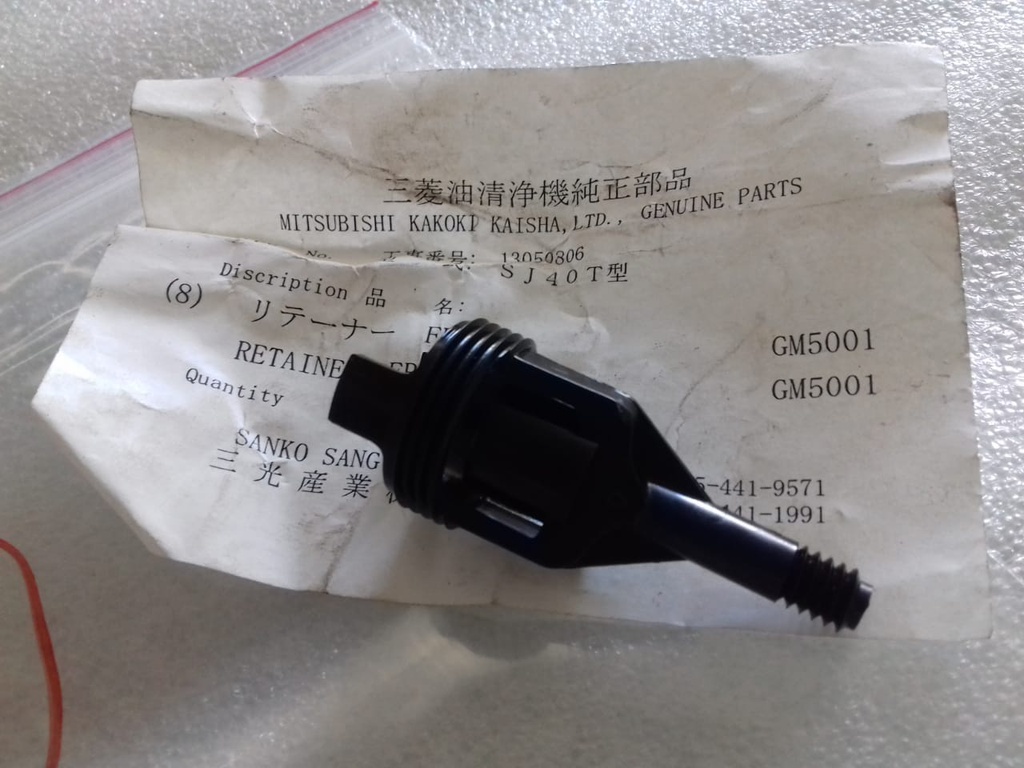 三菱油清浄機純正部品
MITSUBISHI KAKOKI KAISHA, LTD., GENUINE PARTS
13050806
SJ40T型
Discription 品 名:
(8) リテーナー
GM5001
RETAINE
GM5001
Quantity
SANKO SANG
-441-9571
三光産業
441-1991